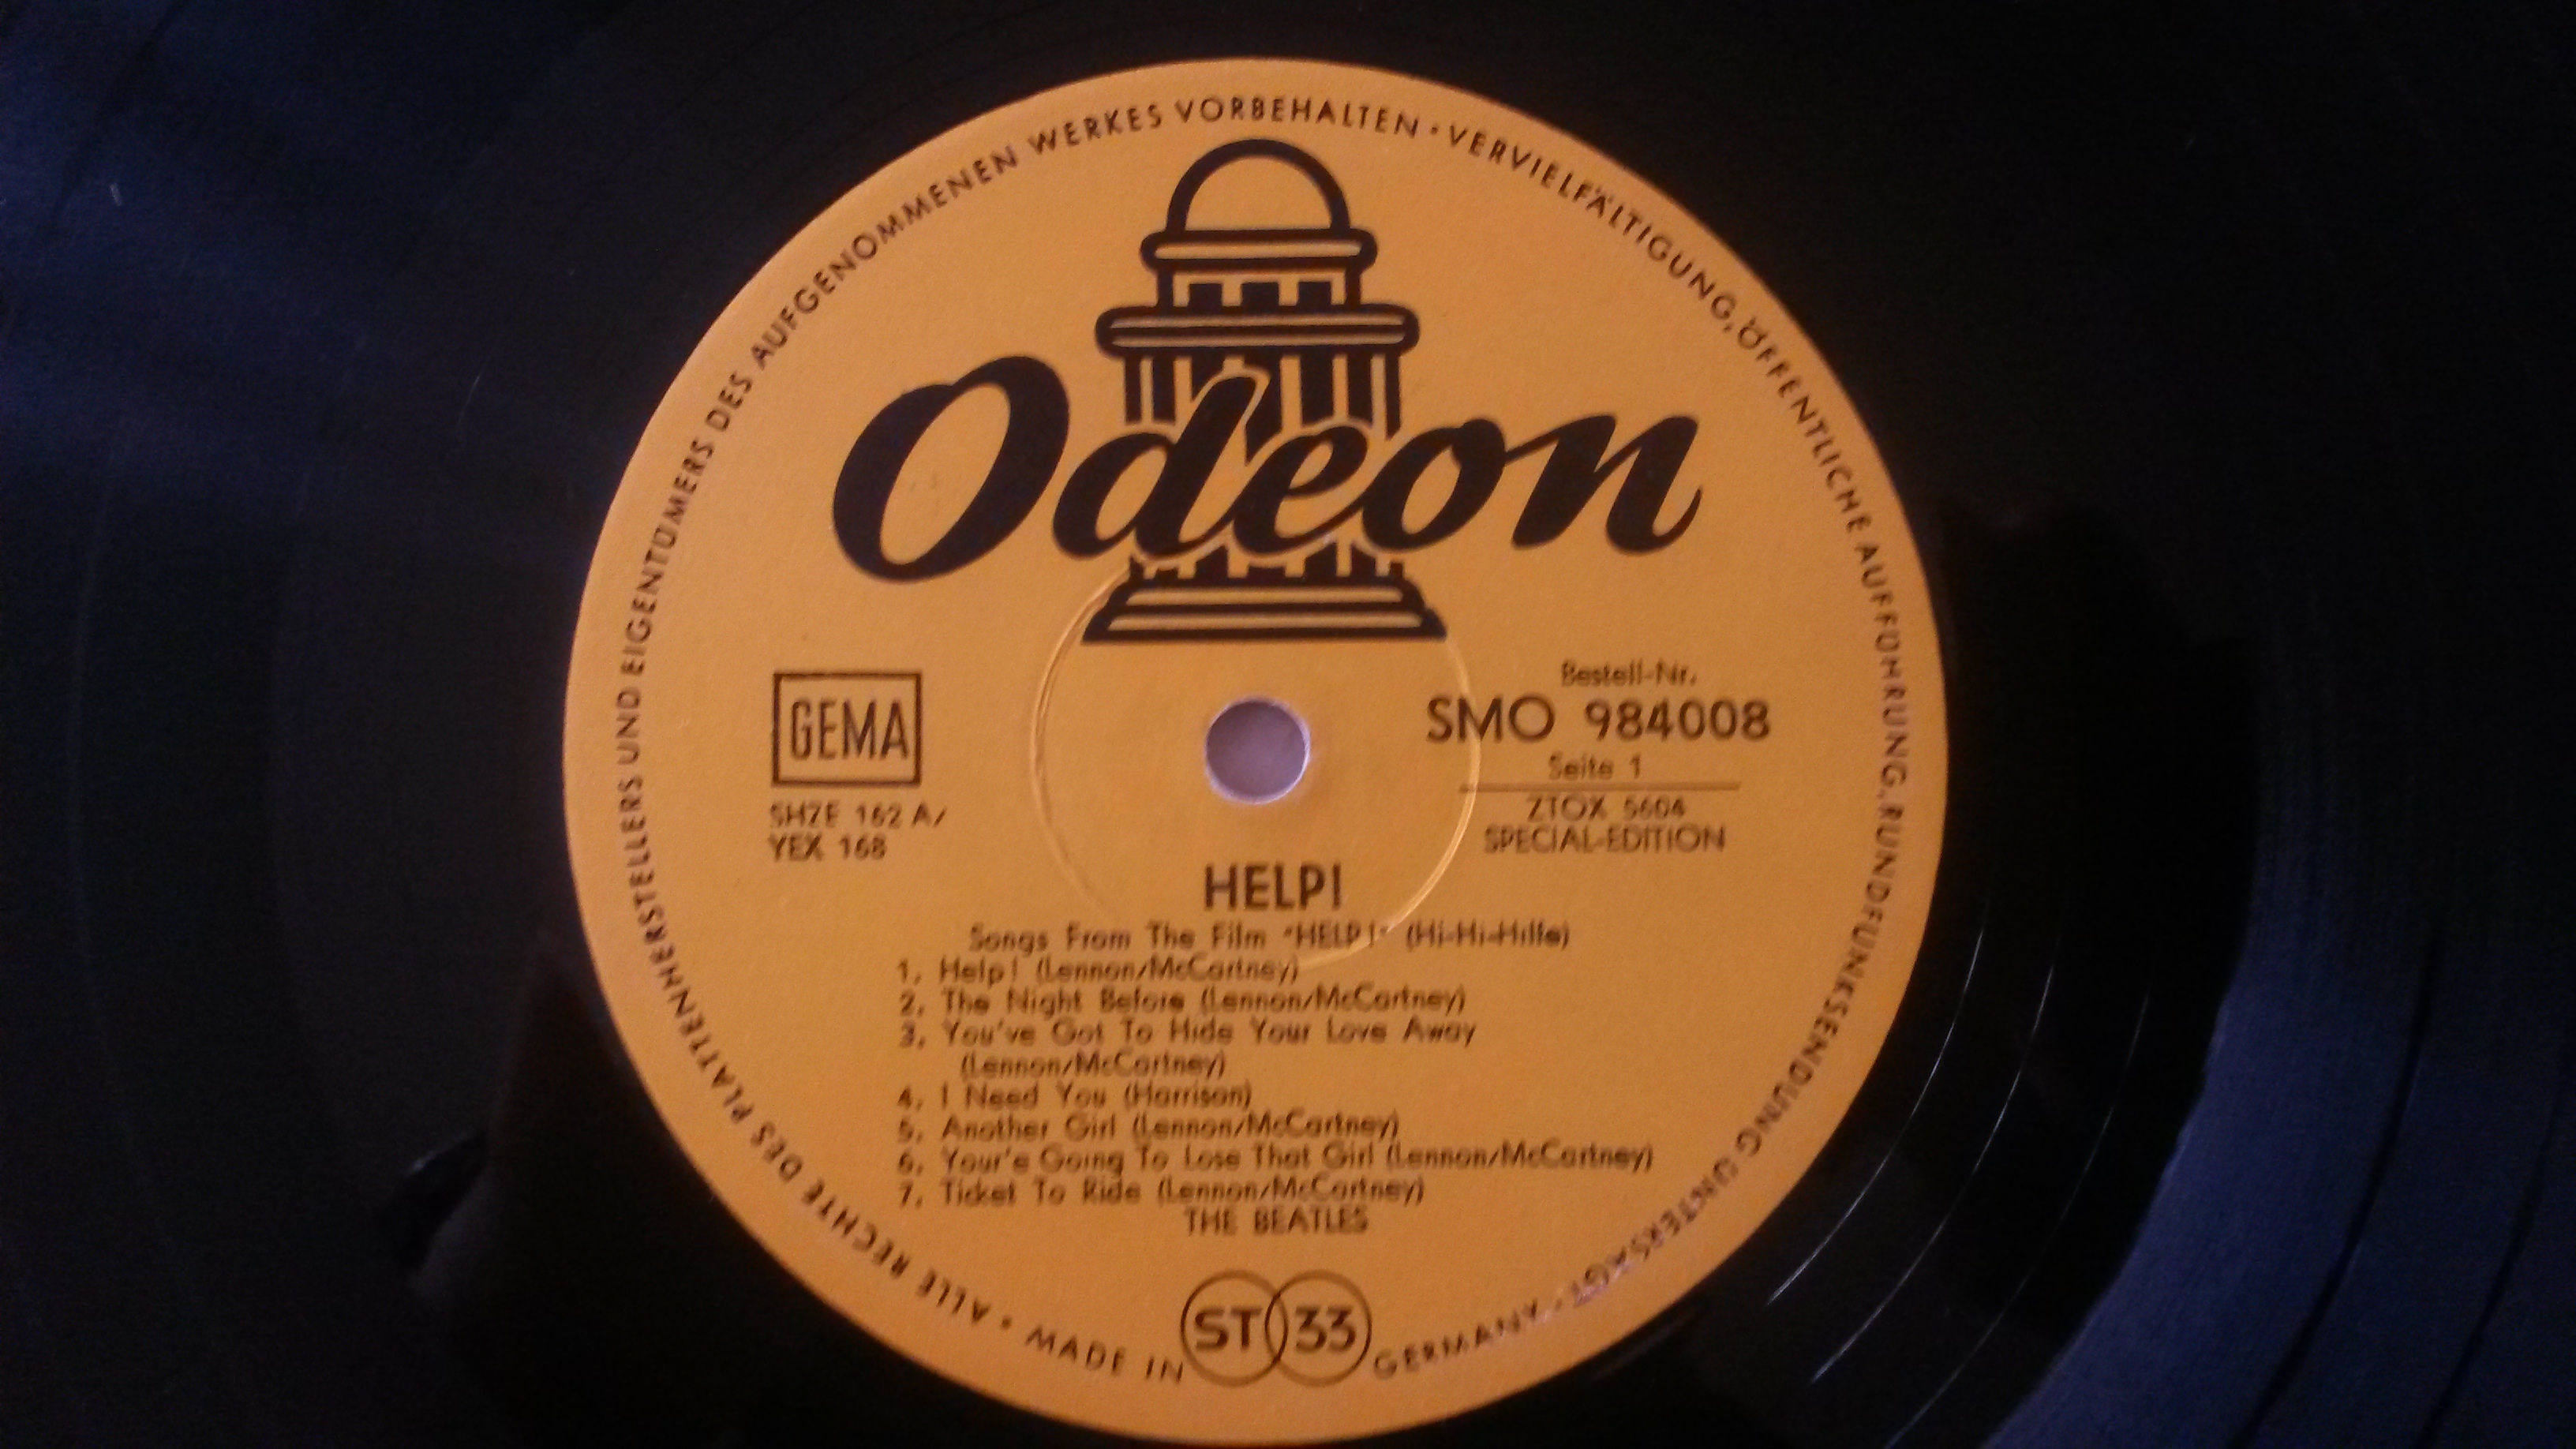 ALLE RECHTE DES PLATTENHERSTELLERS UND EIGENTÜMERS DES AUFGENOMMENEN WERKES VORBEHALTEN • VERVIELFÄLTIGUNG, ÖFFENTLICHE AUFFÜHRUNG, RUNDFUNKSENDUNG UNTERSAGT •
Odeon
GEMA
SHZE 162 A/
YEX 168
Bestell-Nr.
SMO 984008
Seite 1
ZTOX 5604
SPECIAL-EDITION
HELP!
Songs From The Film "HELP!" (Hi-Hi-Hilfe)
1. Help! (Lennon/McCartney)
2. The Night Before (Lennon/McCartney)
3. You've Got To Hide Your Love Away
(Lennon/McCartney)
4. I Need You (Harrison)
5. Another Girl (Lennon/McCartney)
6. Your'e Going To Lose That Girl (Lennon/McCartney)
7. Ticket To Ride (Lennon/McCartney)
THE BEATLES
MADE IN ST 33 GERMANY